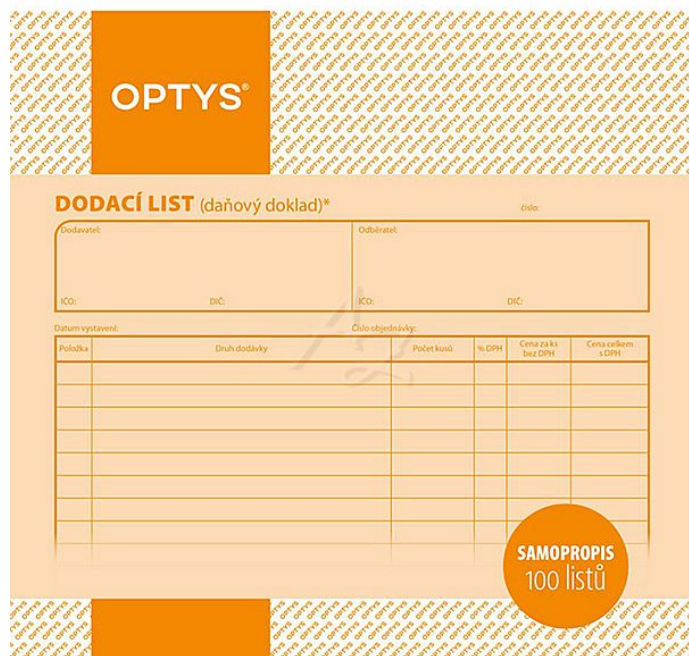 OPTYS®
DODACÍ LIST (daňový doklad)*
číslo:
Dodavatel:
Odběratel:
IČO: DIČ:
IČO: DIČ:
Datum vystavení: Číslo objednávky:
Položka Druh dodávky Počet kusů % DPH Cena za ks bez DPH Cena celkem s DPH
SAMOPROPIS
100 listů